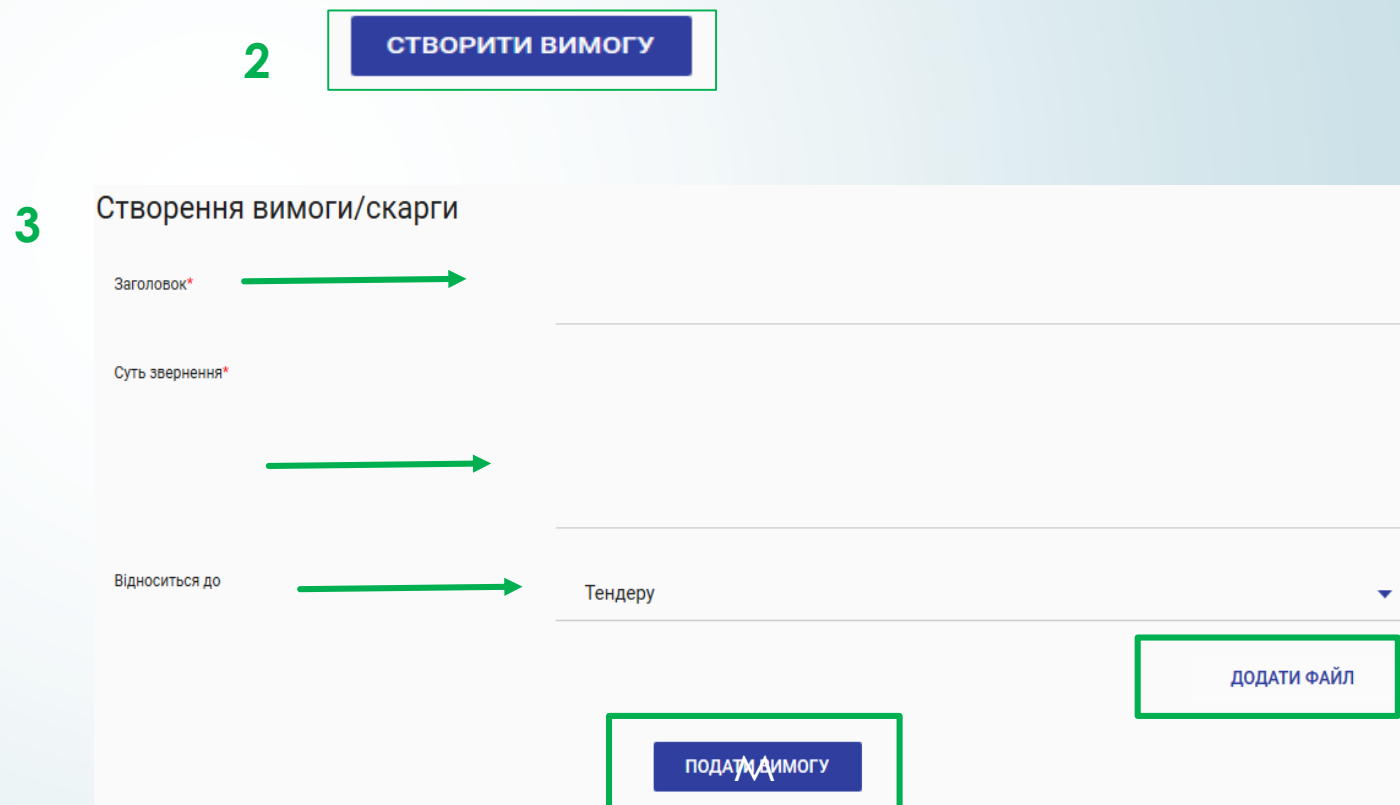 2
СТВОРИТИ ВИМОГУ
3
Створення вимоги/скарги
Заголовок*
Суть звернення*
Відноситься до
Тендеру
ДОДАТИ ФАЙЛ
ПОДАТИ ВИМОГУ